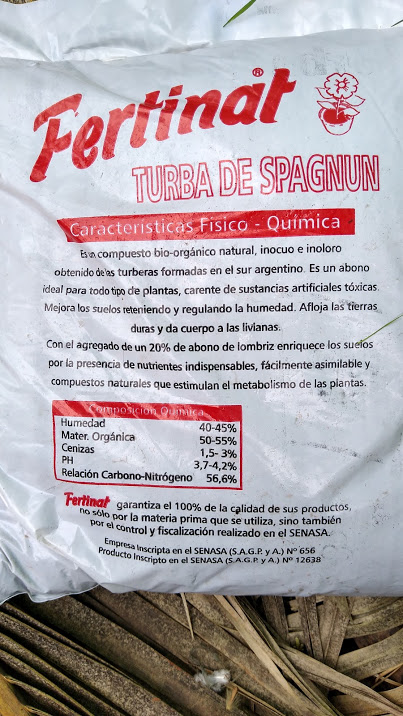 Fertinat®
TURBA DE SPAGNUN
Características Físico - Química
Es un compuesto bio-orgánico natural, inocuo e inoloro
obtenido de las turberas formadas en el sur argentino. Es un abono
ideal para todo tipo de plantas, carente de sustancias artificiales tóxicas.
Mejora los suelos reteniendo y regulando la humedad. Afloja las tierras
duras y da cuerpo a las livianas.
Con el agregado de un 20% de abono de lombriz enriquece los suelos
por la presencia de nutrientes indispensables, fácilmente asimilable y
compuestos naturales que estimulan el metabolismo de las plantas.
Composición Química
Humedad 40-45%
Mater. Orgánica 50-55%
Cenizas 1,5- 3%
PH 3,7-4,2%
Relación Carbono-Nitrógeno 56,6%
Fertinat garantiza el 100% de la calidad de sus productos,
no sólo por la materia prima que se utiliza, sino también
por el control y fiscalización realizado en el SENASA.
Empresa Inscripta en el SENASA (S.A.G.P. y A.) Nº 656
Producto Inscripto en el SENASA (S.A.G.P. y A.) Nº 12638